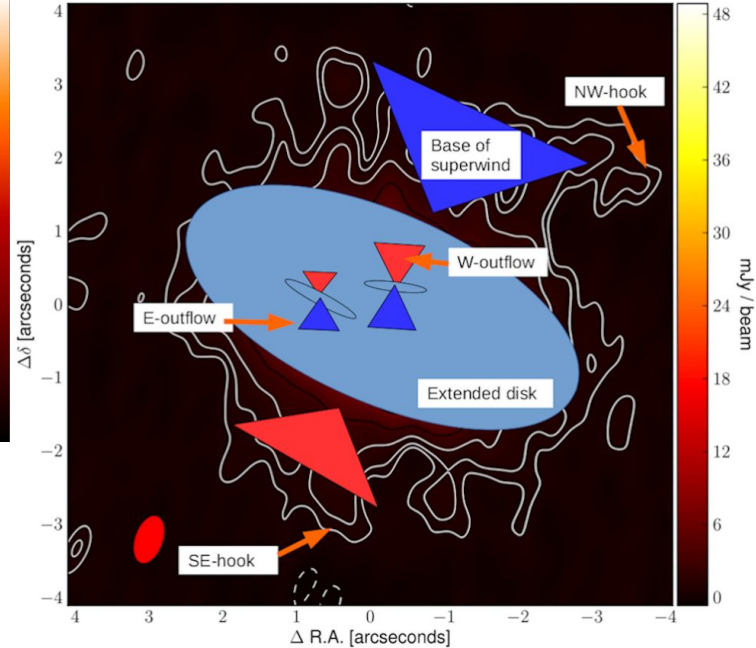 4
3
2
1
0
−1
−2
−3
−4
Δδ [arcseconds]
4
3
2
1
0
−1
−2
−3
−4
Δ R.A. [arcseconds]
NW-hook
Base of
superwind
W-outflow
E-outflow
Extended disk
SE-hook
48
42
36
30
24
18
12
6
0
mJy / beam